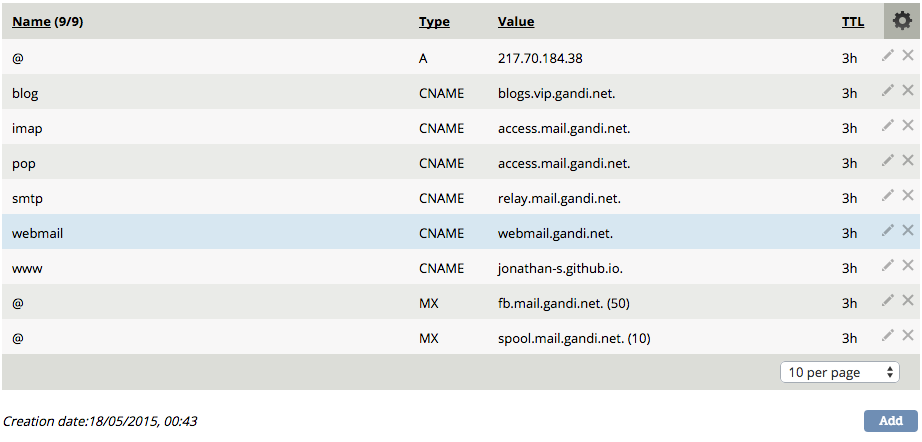 Name (9/9) Type Value TTL
@ A 217.70.184.38 3h
blog CNAME blogs.vip.gandi.net. 3h
imap CNAME access.mail.gandi.net. 3h
pop CNAME access.mail.gandi.net. 3h
smtp CNAME relay.mail.gandi.net. 3h
webmail CNAME webmail.gandi.net. 3h
www CNAME jonathan-s.github.io. 3h
@ MX fb.mail.gandi.net. (50) 3h
@ MX spool.mail.gandi.net. (10) 3h
10 per page
Creation date:18/05/2015, 00:43 Add